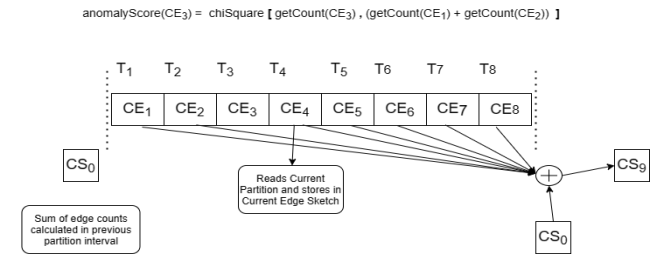 anomalyScore(CE3) = chiSquare [ getCount(CE3) , (getCount(CE1) + getCount(CE2)) ]
T1 T2 T3 T4 T5 T6 T7 T8
CE1 CE2 CE3 CE4 CE5 CE6 CE7 CE8
CS0
CS9
Reads Current
Partition and stores in
Current Edge Sketch
+
Sum of edge counts
calculated in previous
partition interval
CS0